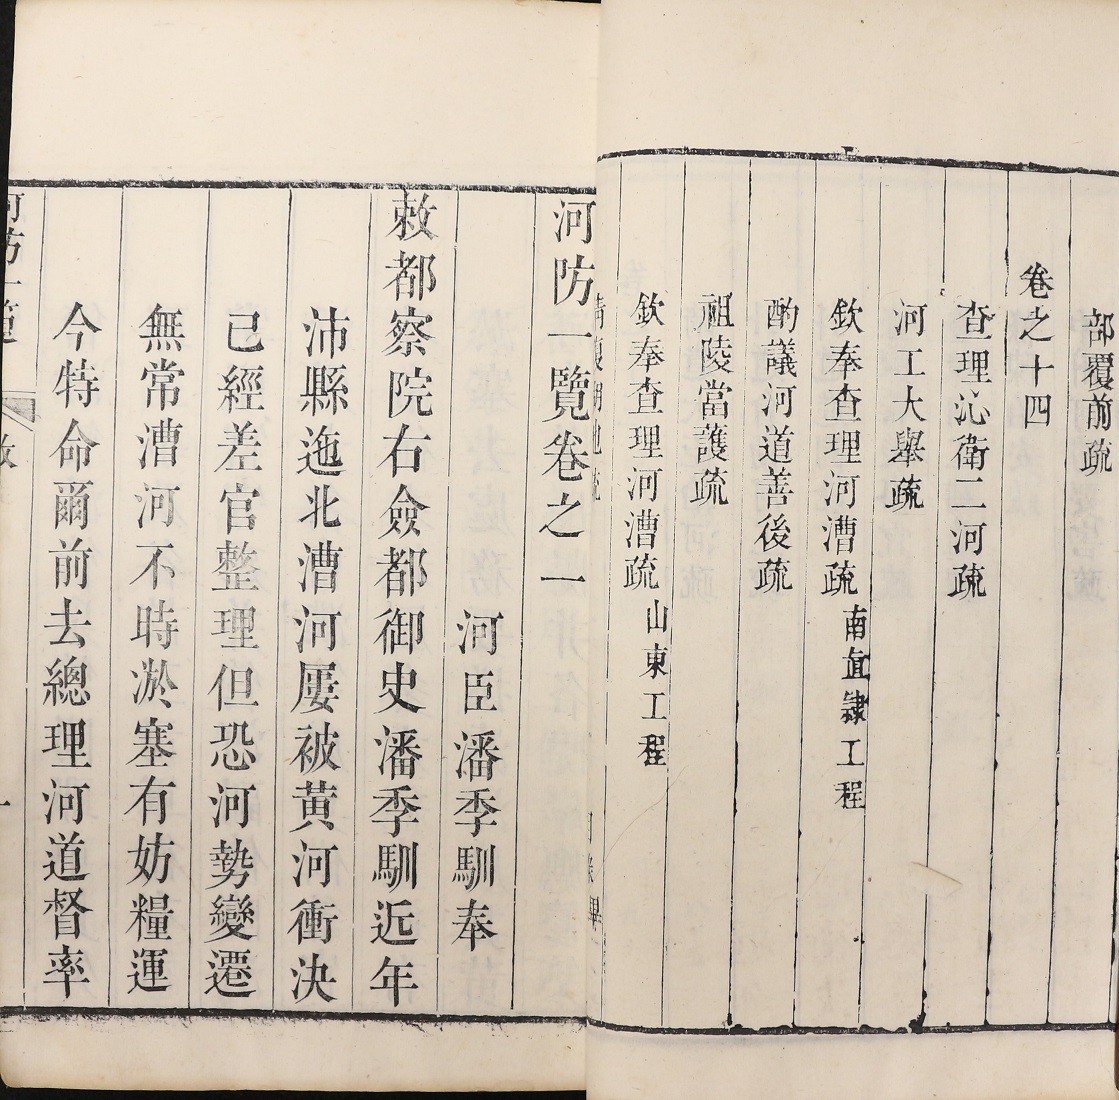 部覆前疏
卷之十四
查理沁衛二河疏
河工大舉疏
欽奉查理河漕疏南直隸工程
酌議河道善後疏
祖陵當護疏
欽奉查理河漕疏山東工程
河防一覽卷之一
河臣潘季馴奉
敕都察院右僉都御史潘季馴近年
沛縣迤北漕河屢被黃河衝決
已經差官整理但恐河勢變遷
無常漕河不時淤塞有妨糧運
今特命爾前去總理河道督率